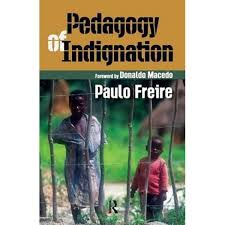 Pedagogy
of Indignation
Foreword by Donaldo Macedo
Paulo Freire
R